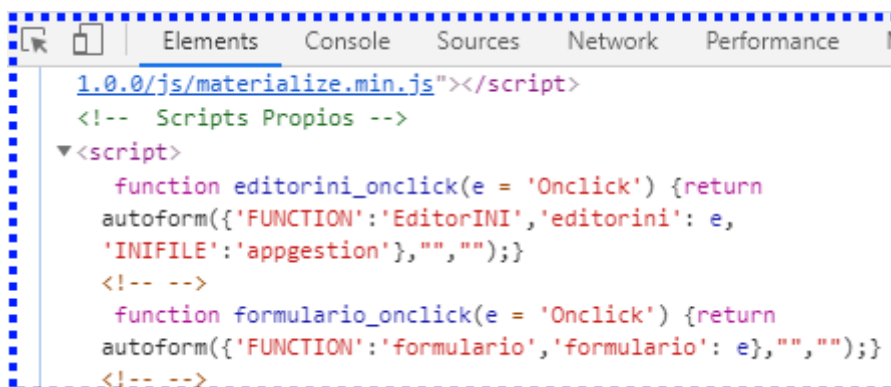 Elements Console Sources Network Performance
1.0.0/js/materialize.min.js"></script>
<!--  Scripts Propios -->
▼<script>
function editorini_onclick(e = 'Onclick') {return
autoform({'FUNCTION':'EditorINI','editorini': e,
'INIFILE':'appgestion'},"","");}
<!-- -->
function formulario_onclick(e = 'Onclick') {return
autoform({'FUNCTION':'formulario','formulario': e},"","");}
<!-- -->